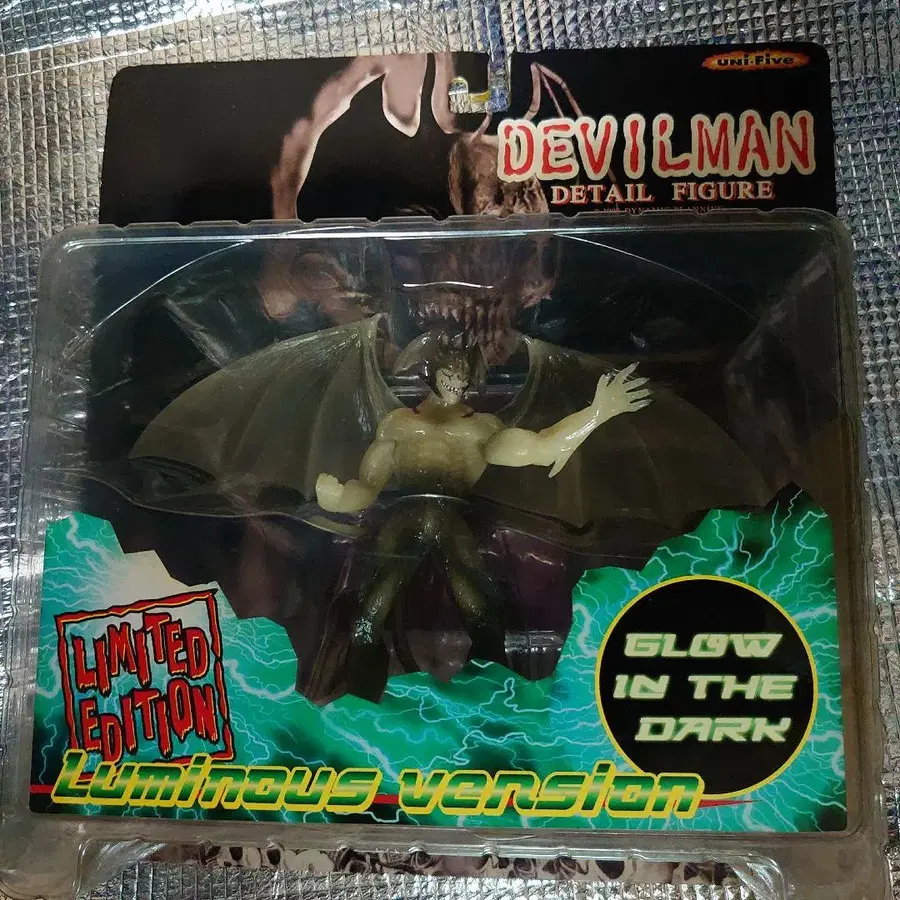 uni-Five
DEVILMAN
DETAIL FIGURE
LIMITED
EDITION
GLOW
IN THE
DARK
Luminous version